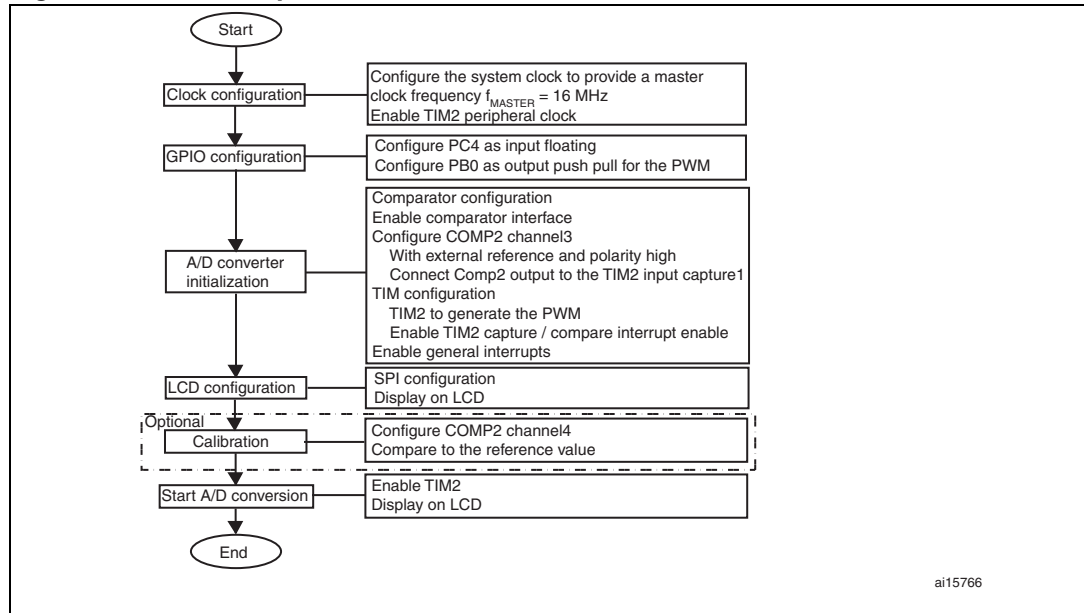 Start
Clock configuration
Configure the system clock to provide a master
clock frequency fMASTER = 16 MHz
Enable TIM2 peripheral clock
GPIO configuration
Configure PC4 as input floating
Configure PB0 as output push pull for the PWM
A/D converter
initialization
Comparator configuration
Enable comparator interface
Configure COMP2 channel3
With external reference and polarity high
Connect Comp2 output to the TIM2 input capture1
TIM configuration
TIM2 to generate the PWM
Enable TIM2 capture / compare interrupt enable
Enable general interrupts
LCD configuration
SPI configuration
Display on LCD
Optional
Calibration
Configure COMP2 channel4
Compare to the reference value
Start A/D conversion
Enable TIM2
Display on LCD
End
ai15766